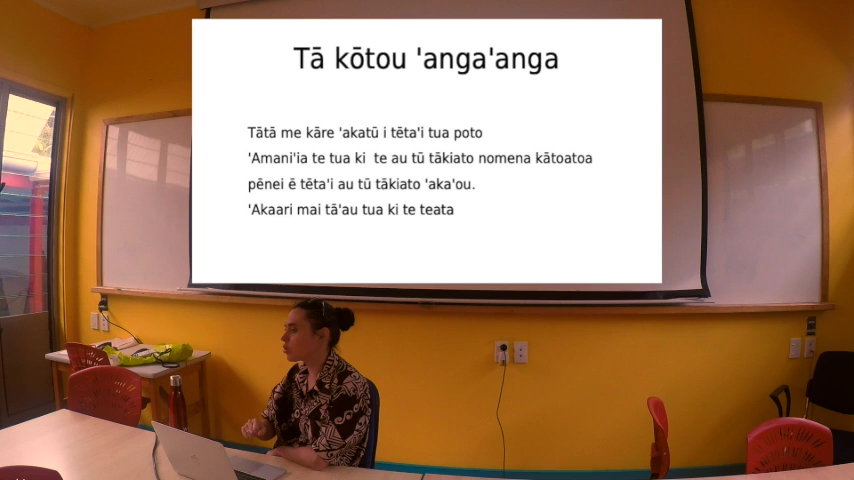 Tā kōtou 'anga'anga
Tātā me kāre 'akatū i tēta'i tua poto
'Amani'ia te tua ki te au tū tākiato nomena kātoatoa
pēnei ē tēta'i au tū tākiato 'aka'ou.
'Akaari mai tā'au tua ki te teata